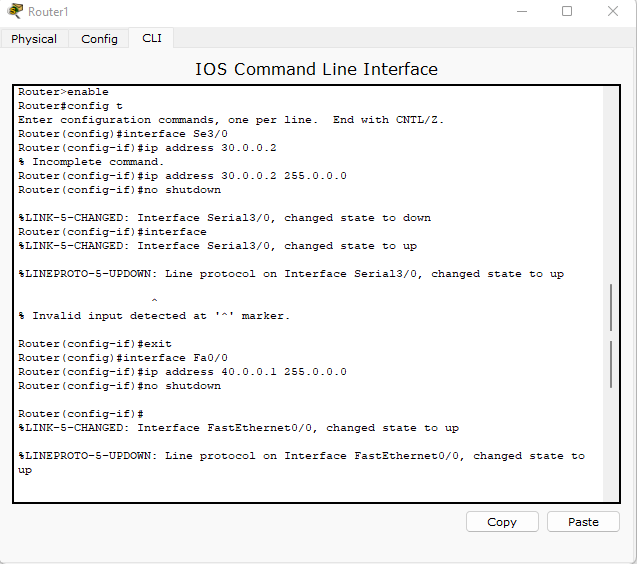 Router1
Physical Config CLI
IOS Command Line Interface
Router>enable
Router#config t
Enter configuration commands, one per line.  End with CNTL/Z.
Router(config)#interface Se3/0
Router(config-if)#ip address 30.0.0.2
% Incomplete command.
Router(config-if)#ip address 30.0.0.2 255.0.0.0
Router(config-if)#no shutdown
%LINK-5-CHANGED: Interface Serial3/0, changed state to down
Router(config-if)#interface
%LINK-5-CHANGED: Interface Serial3/0, changed state to up
%LINEPROTO-5-UPDOWN: Line protocol on Interface Serial3/0, changed state to up
^
% Invalid input detected at '^' marker.
Router(config-if)#exit
Router(config)#interface Fa0/0
Router(config-if)#ip address 40.0.0.1 255.0.0.0
Router(config-if)#no shutdown
Router(config-if)#
%LINK-5-CHANGED: Interface FastEthernet0/0, changed state to up
%LINEPROTO-5-UPDOWN: Line protocol on Interface FastEthernet0/0, changed state to
up
Copy Paste